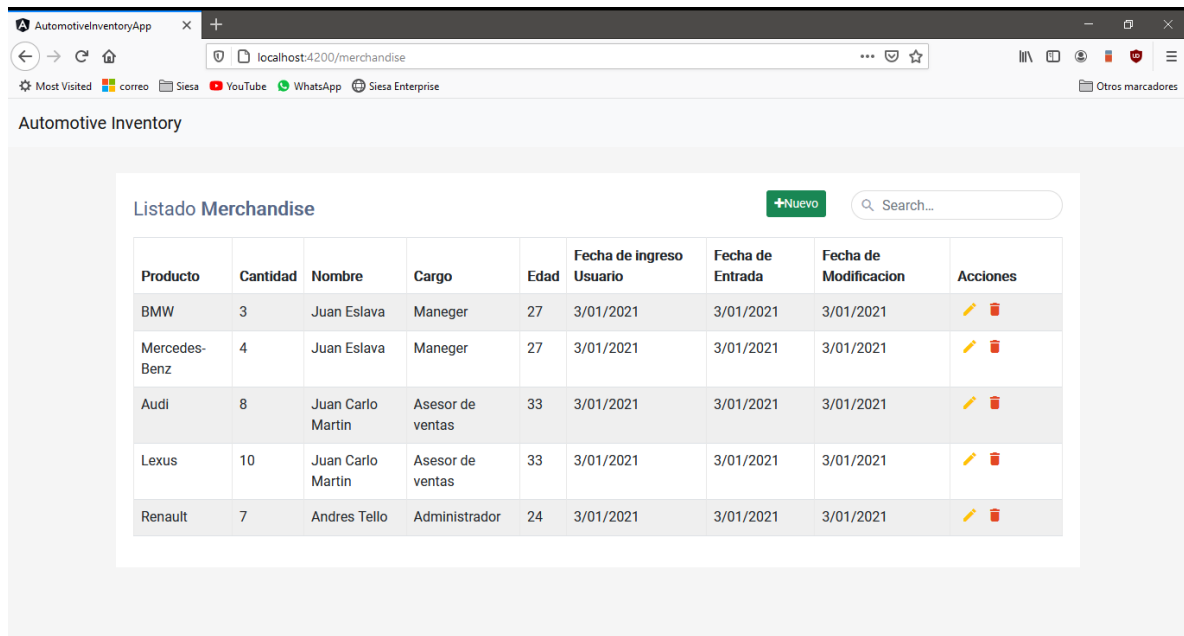 AutomotiveInventoryApp
localhost:4200/merchandise
Most Visited correo Siesa YouTube WhatsApp Siesa Enterprise Otros marcadores
Automotive Inventory
Listado Merchandise
+Nuevo
Search...
Producto Cantidad Nombre Cargo Edad Fecha de ingreso Usuario Fecha de Entrada Fecha de Modificacion Acciones
BMW 3 Juan Eslava Maneger 27 3/01/2021 3/01/2021 3/01/2021
Mercedes-Benz 4 Juan Eslava Maneger 27 3/01/2021 3/01/2021 3/01/2021
Audi 8 Juan Carlo Martin Asesor de ventas 33 3/01/2021 3/01/2021 3/01/2021
Lexus 10 Juan Carlo Martin Asesor de ventas 33 3/01/2021 3/01/2021 3/01/2021
Renault 7 Andres Tello Administrador 24 3/01/2021 3/01/2021 3/01/2021